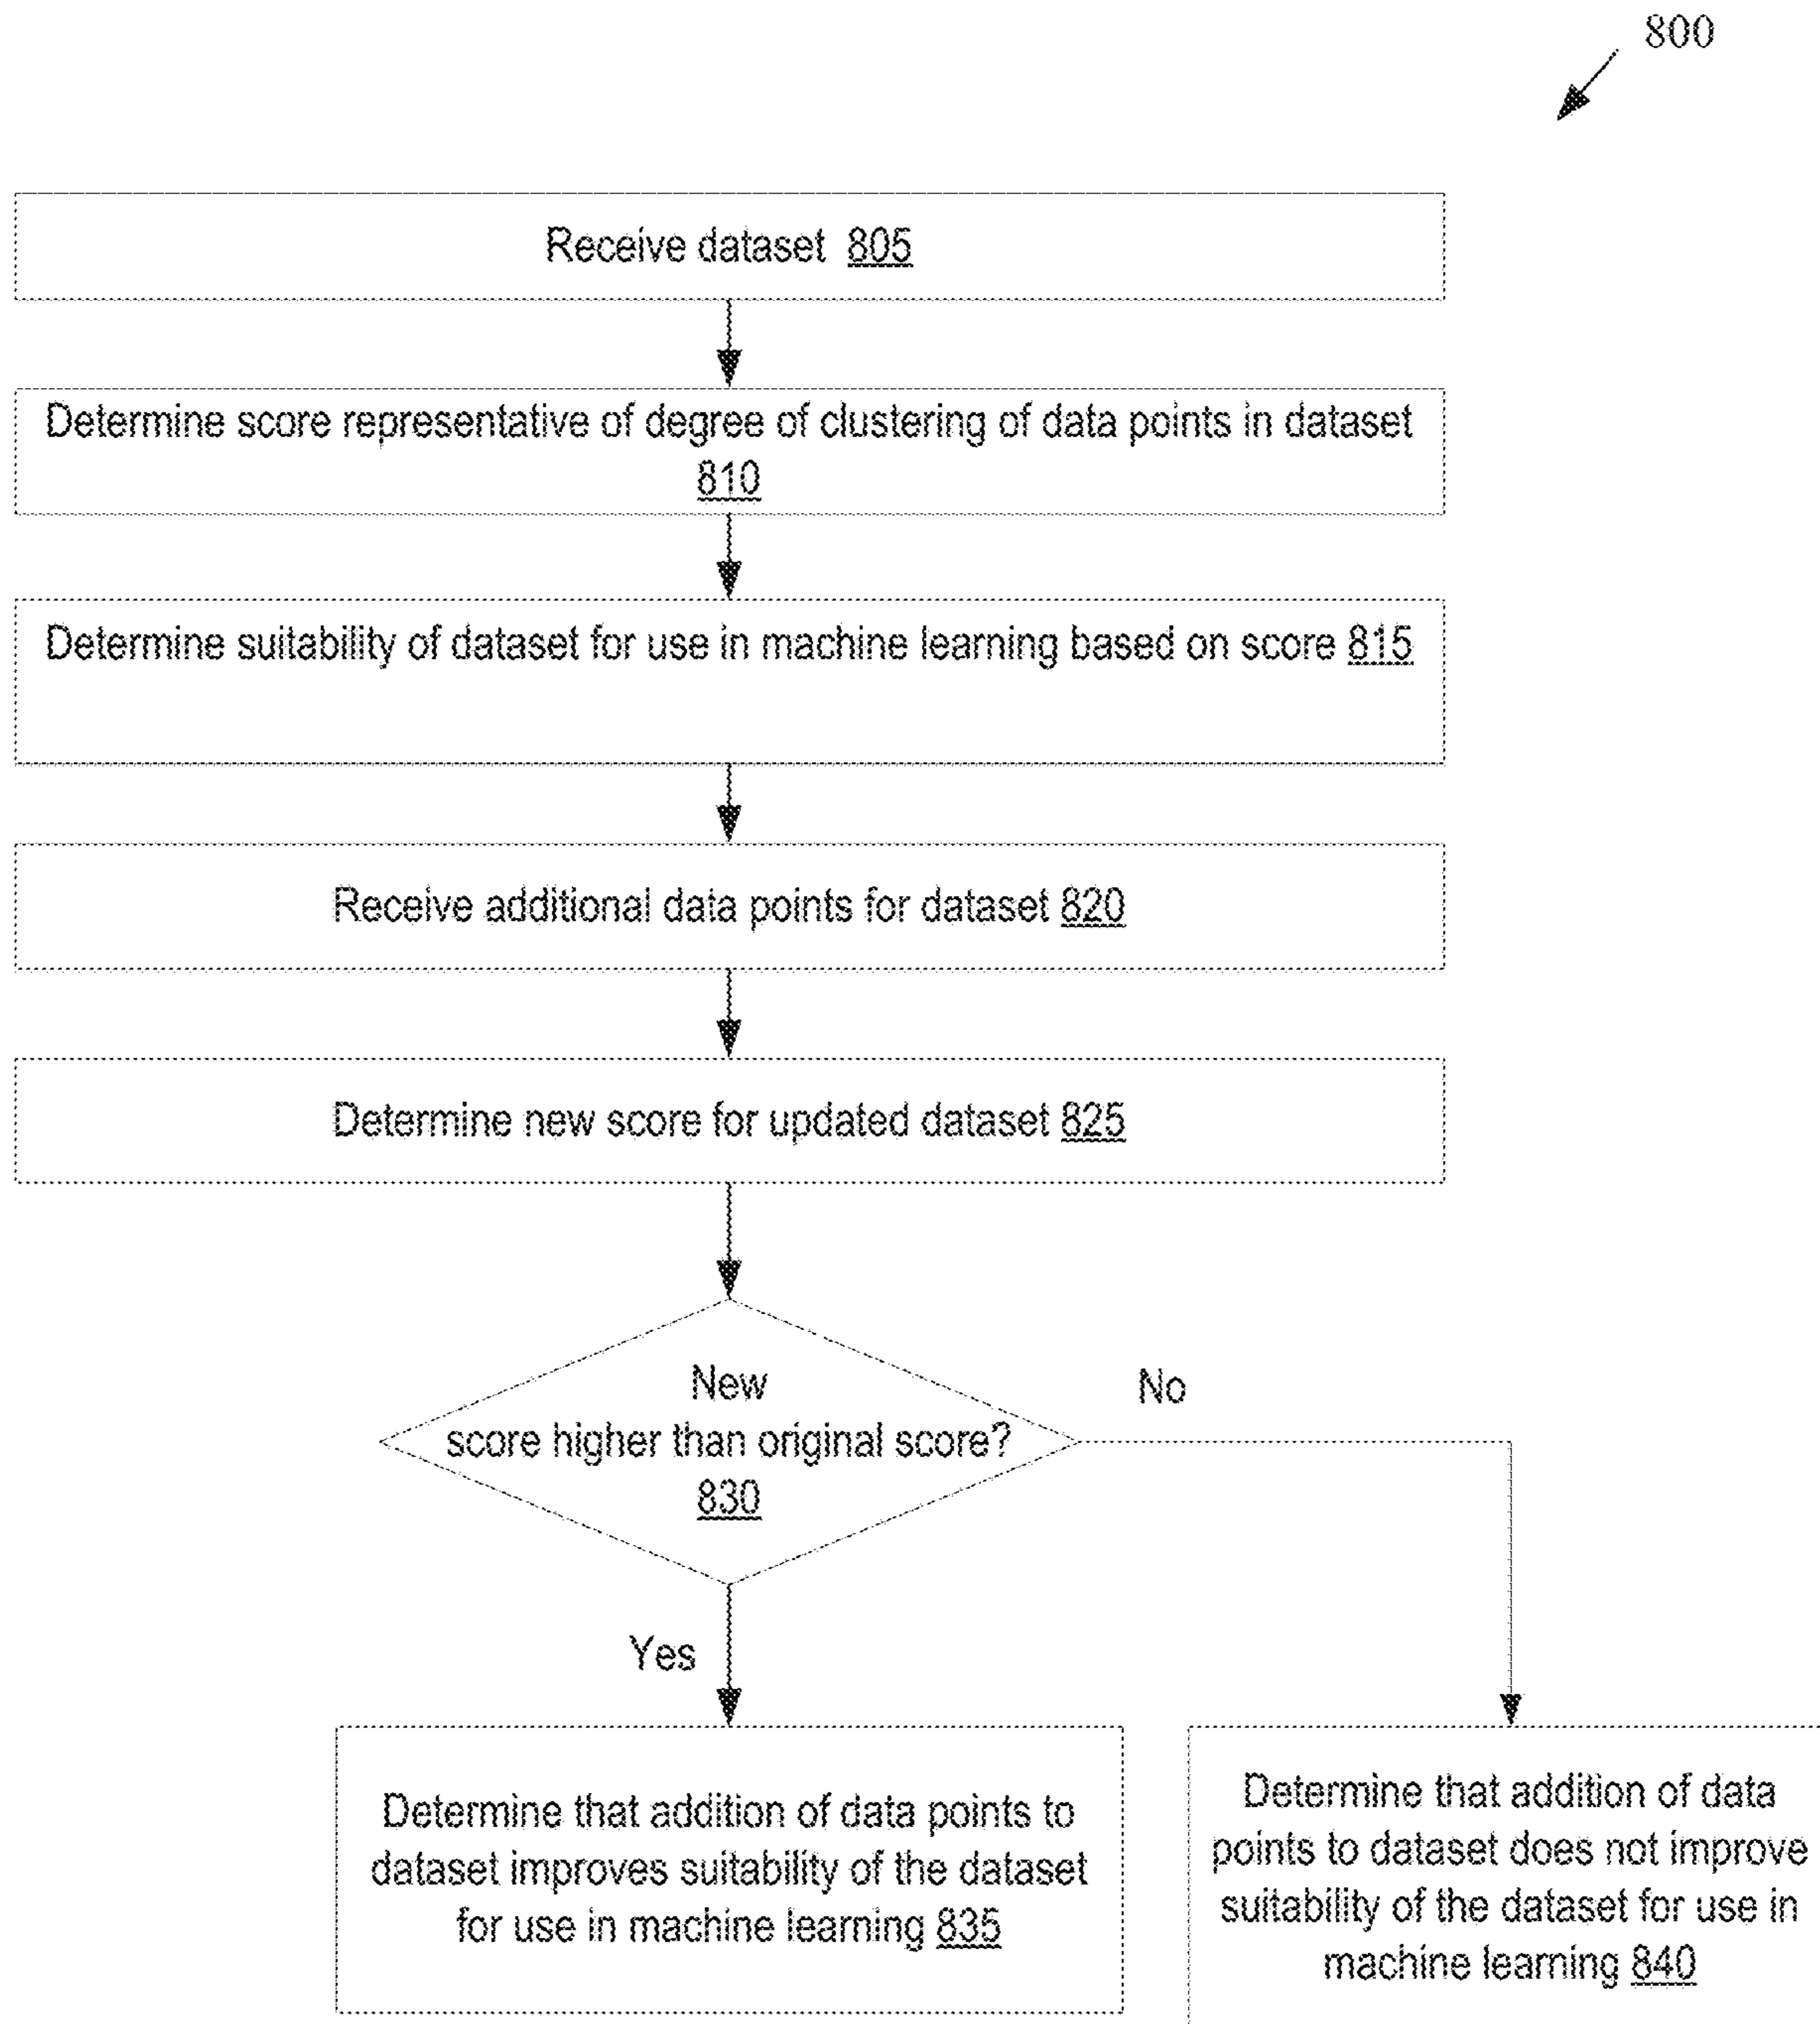 800
Receive dataset 805
Determine score representative of degree of clustering of data points in dataset
810
Determine suitability of dataset for use in machine learning based on score 815
Receive additional data points for dataset 820
Determine new score for updated dataset 825
New
score higher than original score?
830
No
Yes
Determine that addition of data points to
dataset improves suitability of the dataset
for use in machine learning 835
Determine that addition of data
points to dataset does not improve
suitability of the dataset for use in
machine learning 840